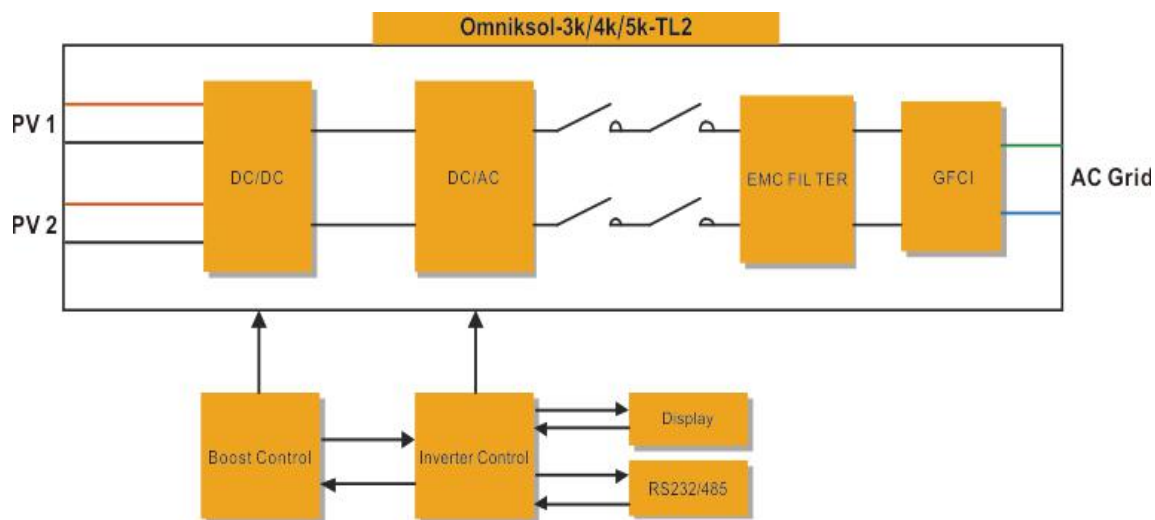 Omniksol-3k/4k/5k-TL2
PV 1
PV 2
DC/DC
DC/AC
EMC FILTER
GFCI
AC Grid
Boost Control
Inverter Control
Display
RS232/485